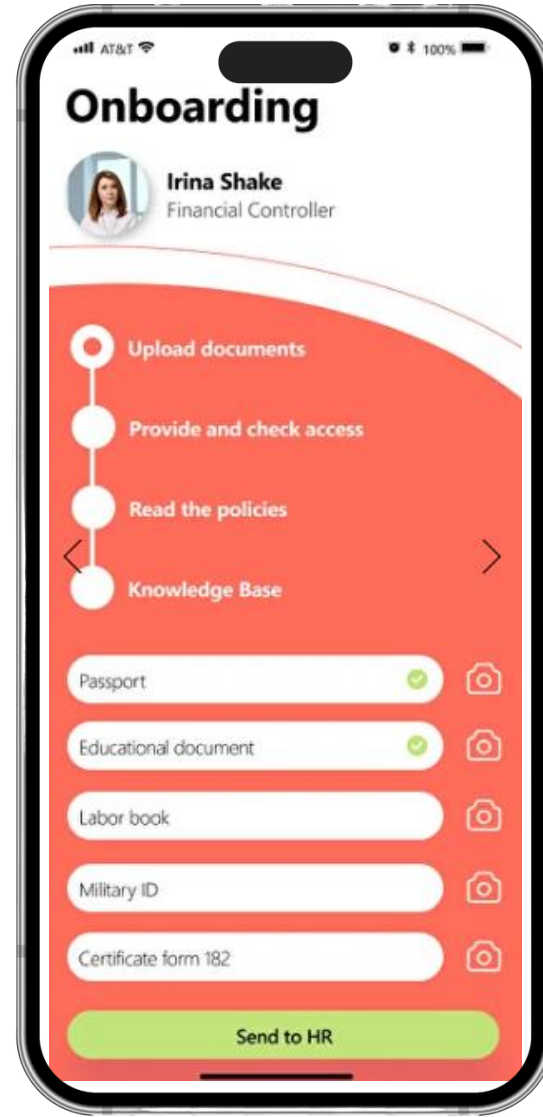 AT&T
100%
Onboarding
Irina Shake
Financial Controller
Upload documents
Provide and check access
Read the policies
Knowledge Base
Passport
Educational document
Labor book
Military ID
Certificate form 182
Send to HR